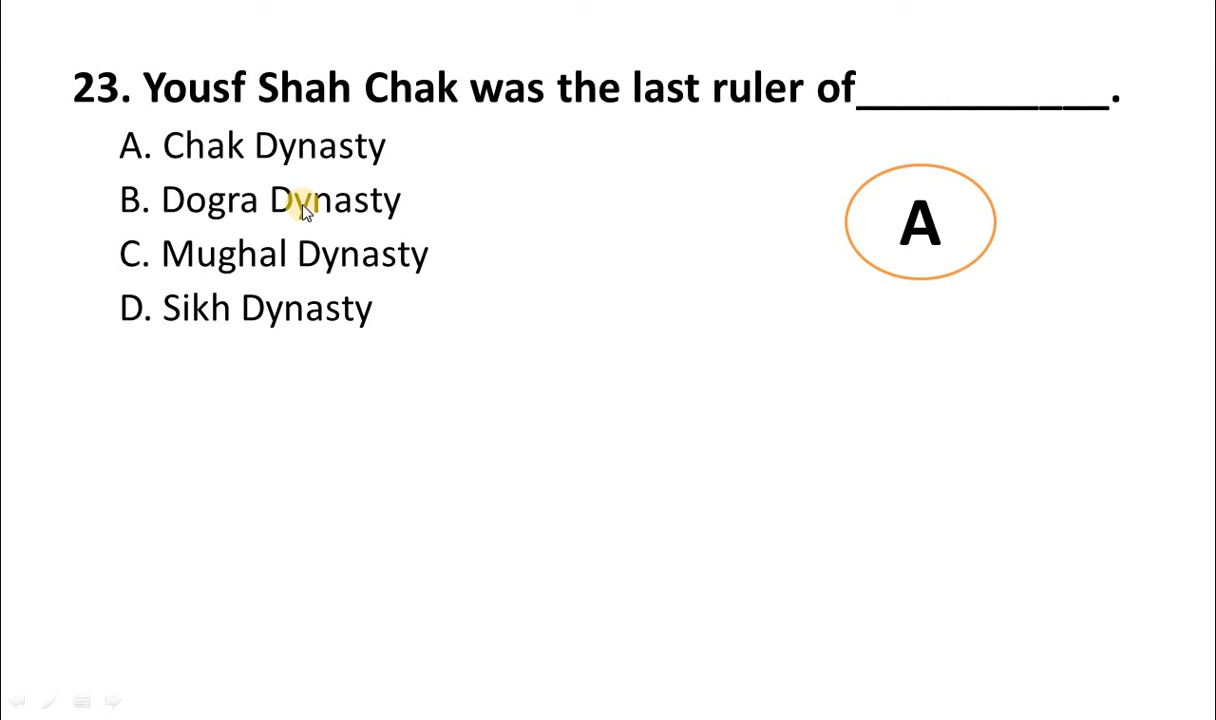 23. Yousf Shah Chak was the last ruler of___________.
A. Chak Dynasty
B. Dogra Dynasty
C. Mughal Dynasty
D. Sikh Dynasty
A